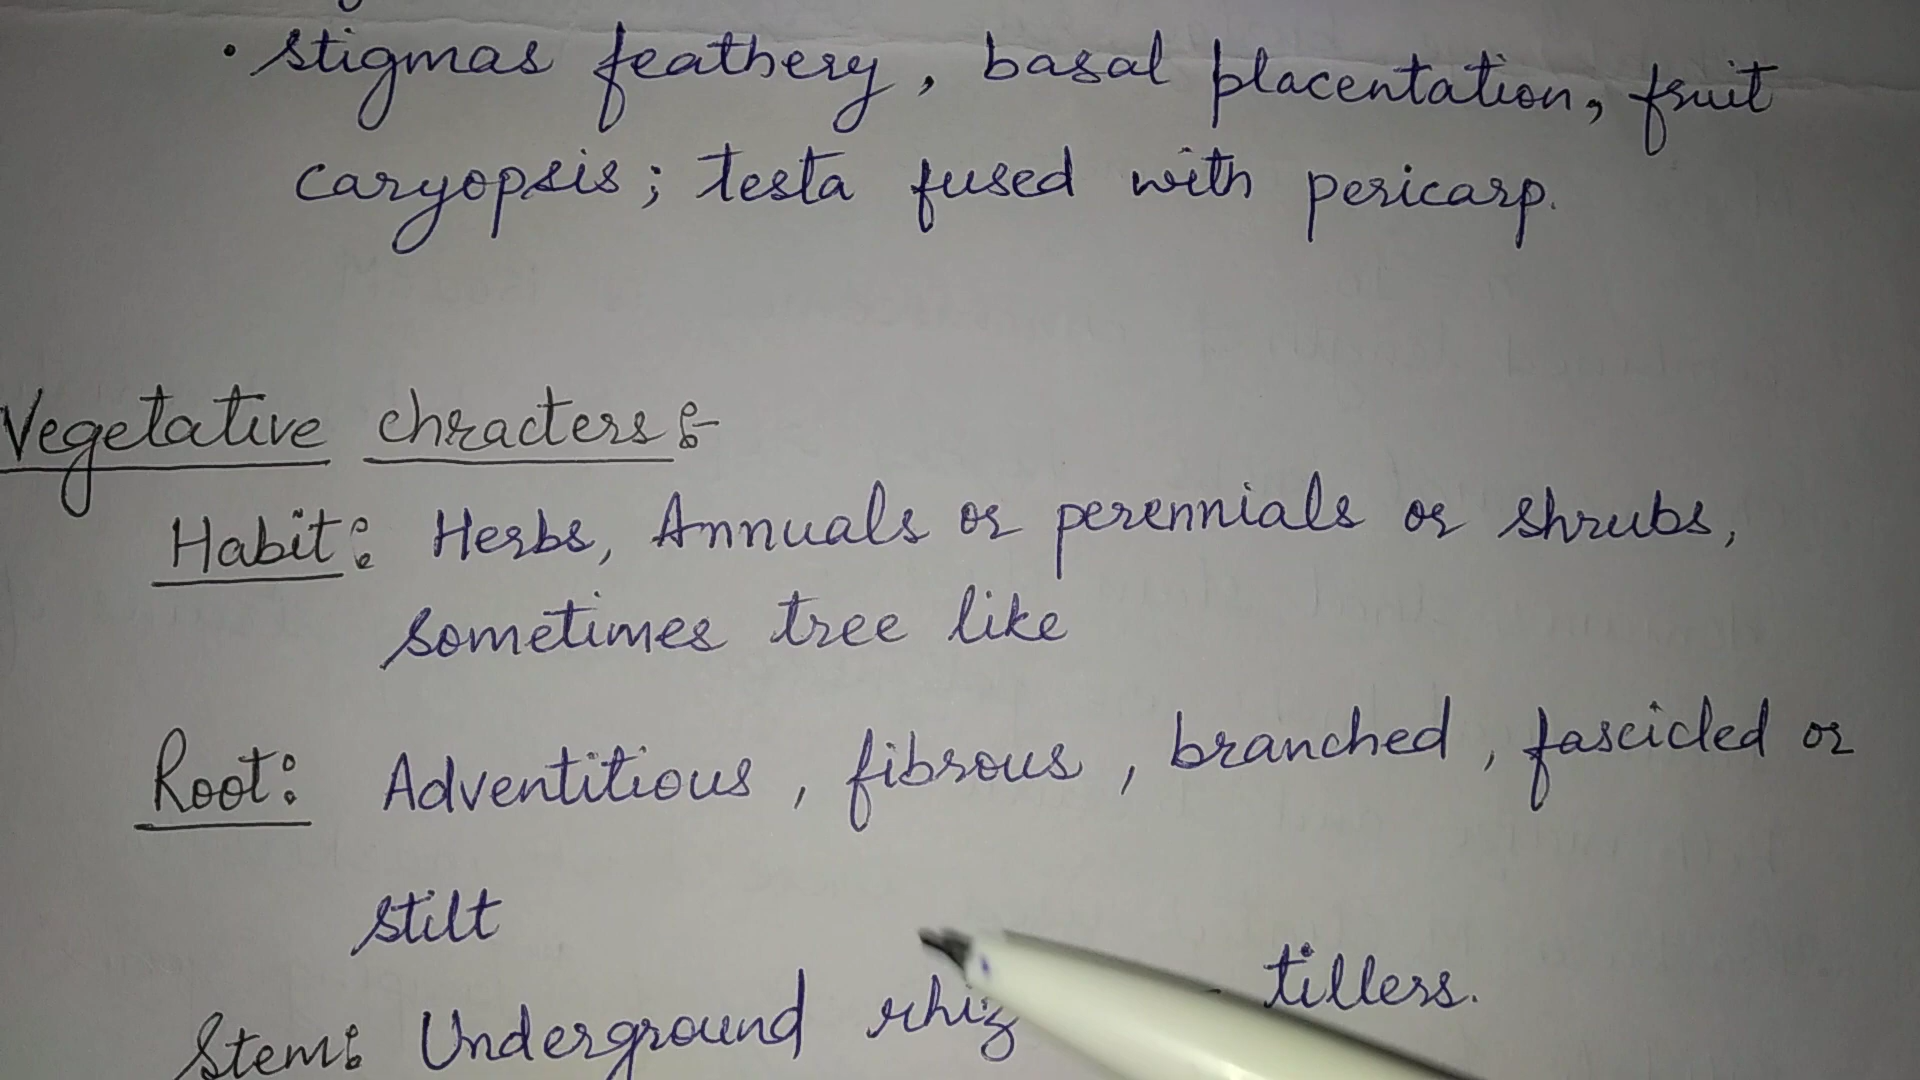 • stigmas feathery, basal placentation, fruit
caryopsis; testa fused with pericarp.
Vegetative chracters:-
Habit: Herbs, Annuals or perennials or shrubs,
sometimes tree like
Root: Adventitious, fibrous, branched, fascicled or
stilt
Stem: Underground tillers.